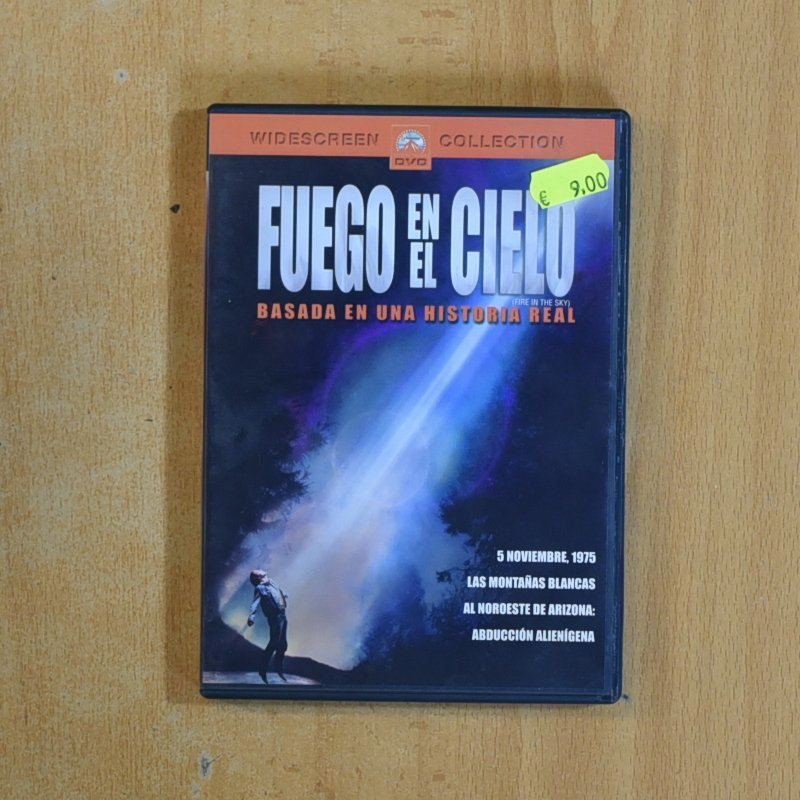 WIDESCREEN DVD COLLECTION
€ 9,00
FUEGO EN EL CIELO
(FIRE IN THE SKY)
BASADA EN UNA HISTORIA REAL
5 NOVIEMBRE, 1975
LAS MONTAÑAS BLANCAS
AL NOROESTE DE ARIZONA:
ABDUCCIÓN ALIENÍGENA